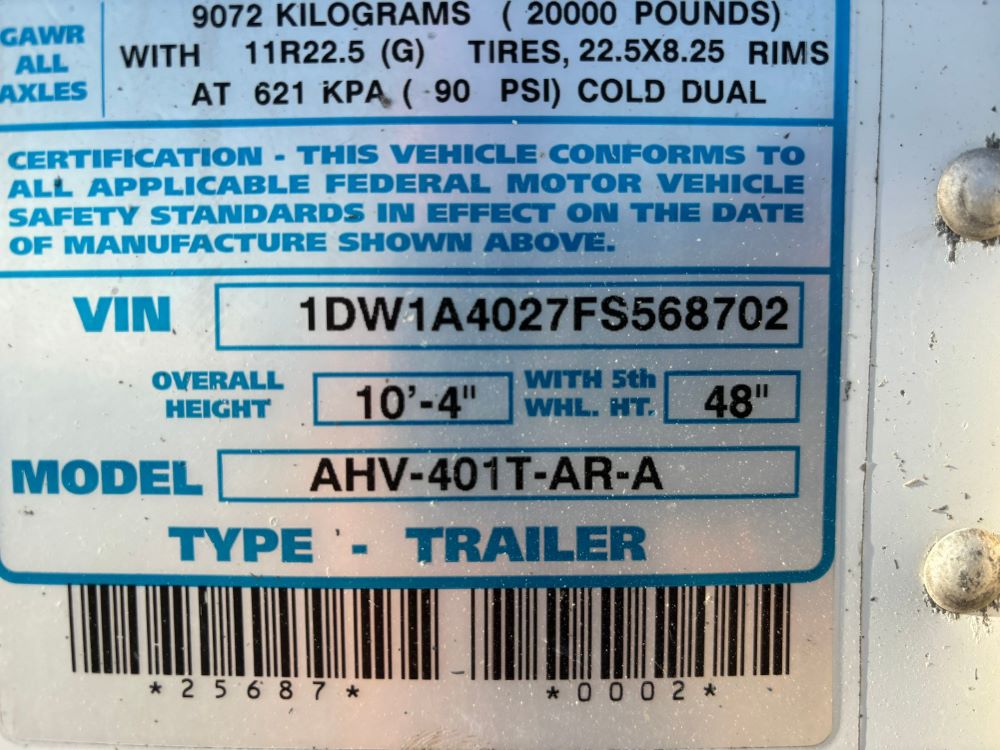 GAWR
ALL
AXLES
9072 KILOGRAMS ( 20000 POUNDS)
WITH 11R22.5 (G) TIRES, 22.5X8.25 RIMS
AT 621 KPA ( 90 PSI) COLD DUAL
CERTIFICATION - THIS VEHICLE CONFORMS TO
ALL APPLICABLE FEDERAL MOTOR VEHICLE
SAFETY STANDARDS IN EFFECT ON THE DATE
OF MANUFACTURE SHOWN ABOVE.
VIN 1DW1A4027FS568702
OVERALL
HEIGHT
10'-4"
WITH 5th
WHL. HT.
48"
MODEL AHV-401T-AR-A
TYPE - TRAILER
*25687* *0002*